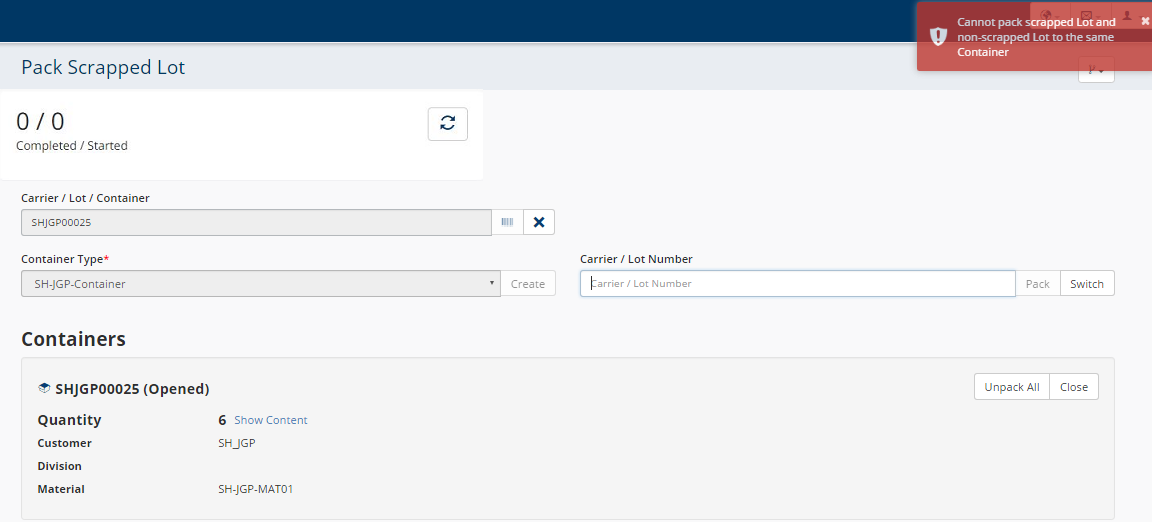 Cannot pack scrapped Lot and
non-scrapped Lot to the same
Container
Pack Scrapped Lot
0 / 0
Completed / Started
Carrier / Lot / Container
SHJGP00025
Container Type*
Carrier / Lot Number
SH-JGP-Container
Create
Carrier / Lot Number
Pack
Switch
Containers
SHJGP00025 (Opened)
Unpack All
Close
Quantity
6 Show Content
Customer
SH_JGP
Division
Material
SH-JGP-MAT01